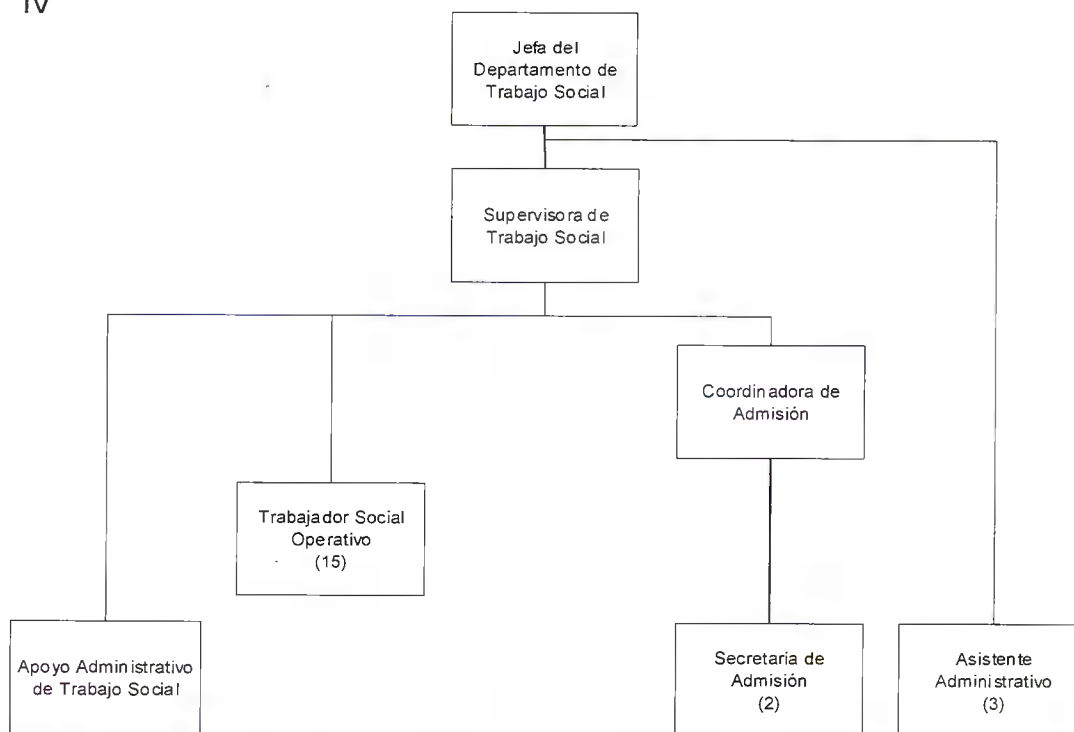 IV
Jefa del
Departamento de
Trabajo Social
Supervisora de
Trabajo Social
Coordinadora de
Admisión
Trabajador Social
Operativo
(15)
Apoyo Administrativo
de Trabajo Social
Secretaria de
Admisión
(2)
Asistente
Administrativo
(3)